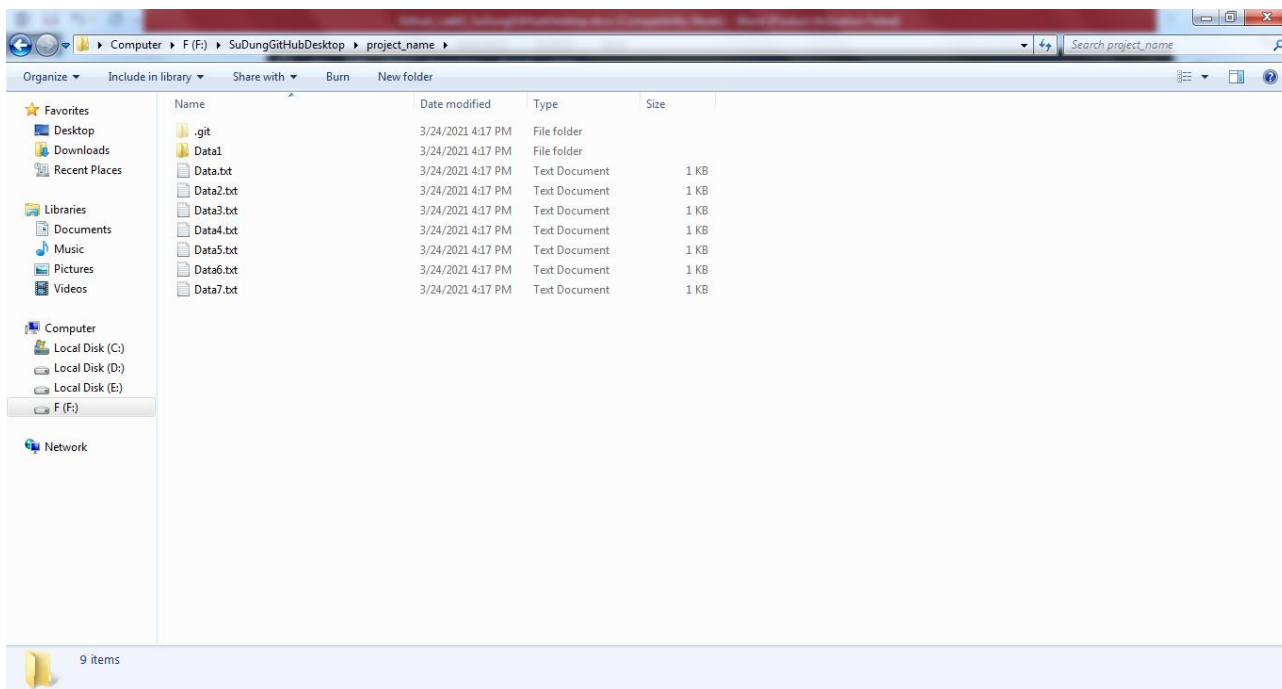 Computer ▸ F (F:) ▸ SuDungGitHubDesktop ▸ project_name ▸
Search project_name
Organize Include in library Share with Burn New folder
Favorites
Desktop
Downloads
Recent Places
Libraries
Documents
Music
Pictures
Videos
Computer
Local Disk (C:)
Local Disk (D:)
Local Disk (E:)
F (F:)
Network
Name Date modified Type Size
.git 3/24/2021 4:17 PM File folder
Data1 3/24/2021 4:17 PM File folder
Data.txt 3/24/2021 4:17 PM Text Document 1 KB
Data2.txt 3/24/2021 4:17 PM Text Document 1 KB
Data3.txt 3/24/2021 4:17 PM Text Document 1 KB
Data4.txt 3/24/2021 4:17 PM Text Document 1 KB
Data5.txt 3/24/2021 4:17 PM Text Document 1 KB
Data6.txt 3/24/2021 4:17 PM Text Document 1 KB
Data7.txt 3/24/2021 4:17 PM Text Document 1 KB
9 items